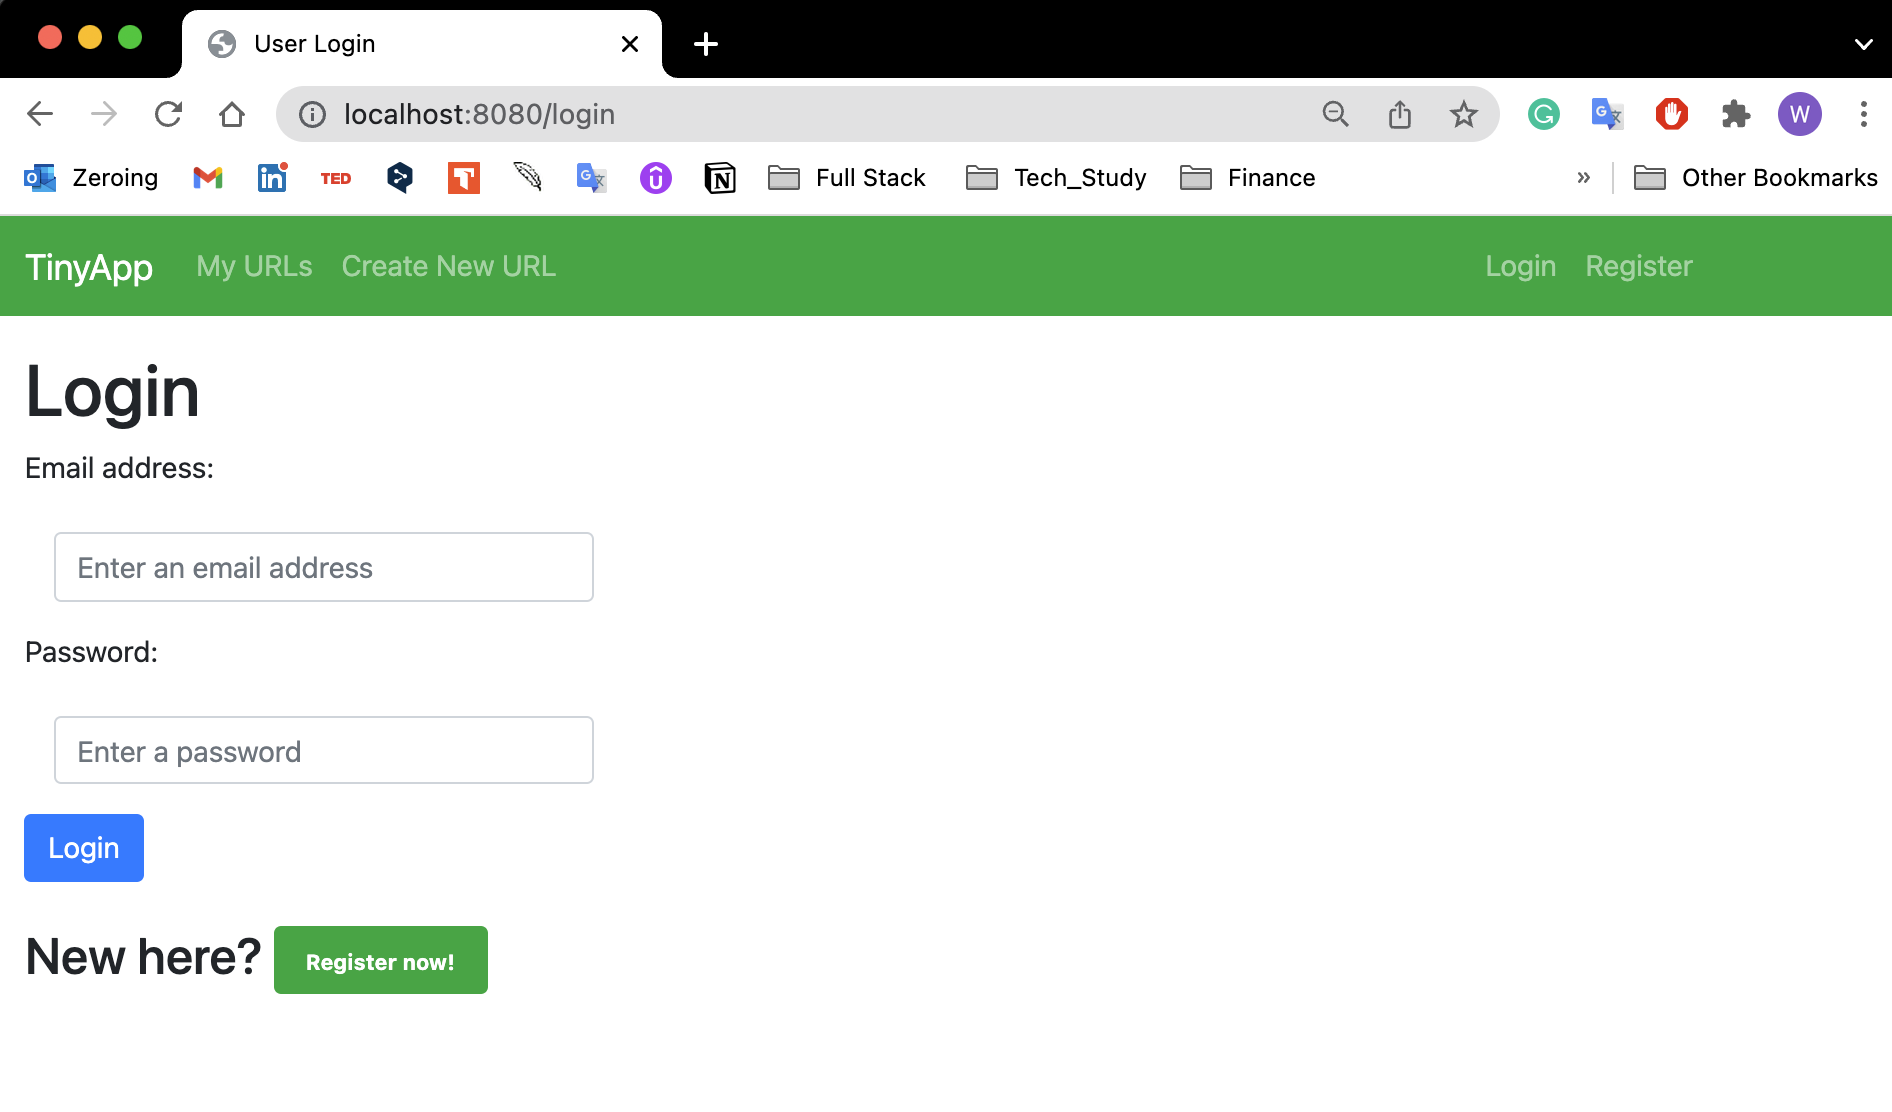 User Login
localhost:8080/login
W
Zeroing TED Full Stack Tech_Study Finance » Other Bookmarks
TinyApp My URLs Create New URL Login Register
Login
Email address:
Enter an email address
Password:
Enter a password
Login
New here? Register now!